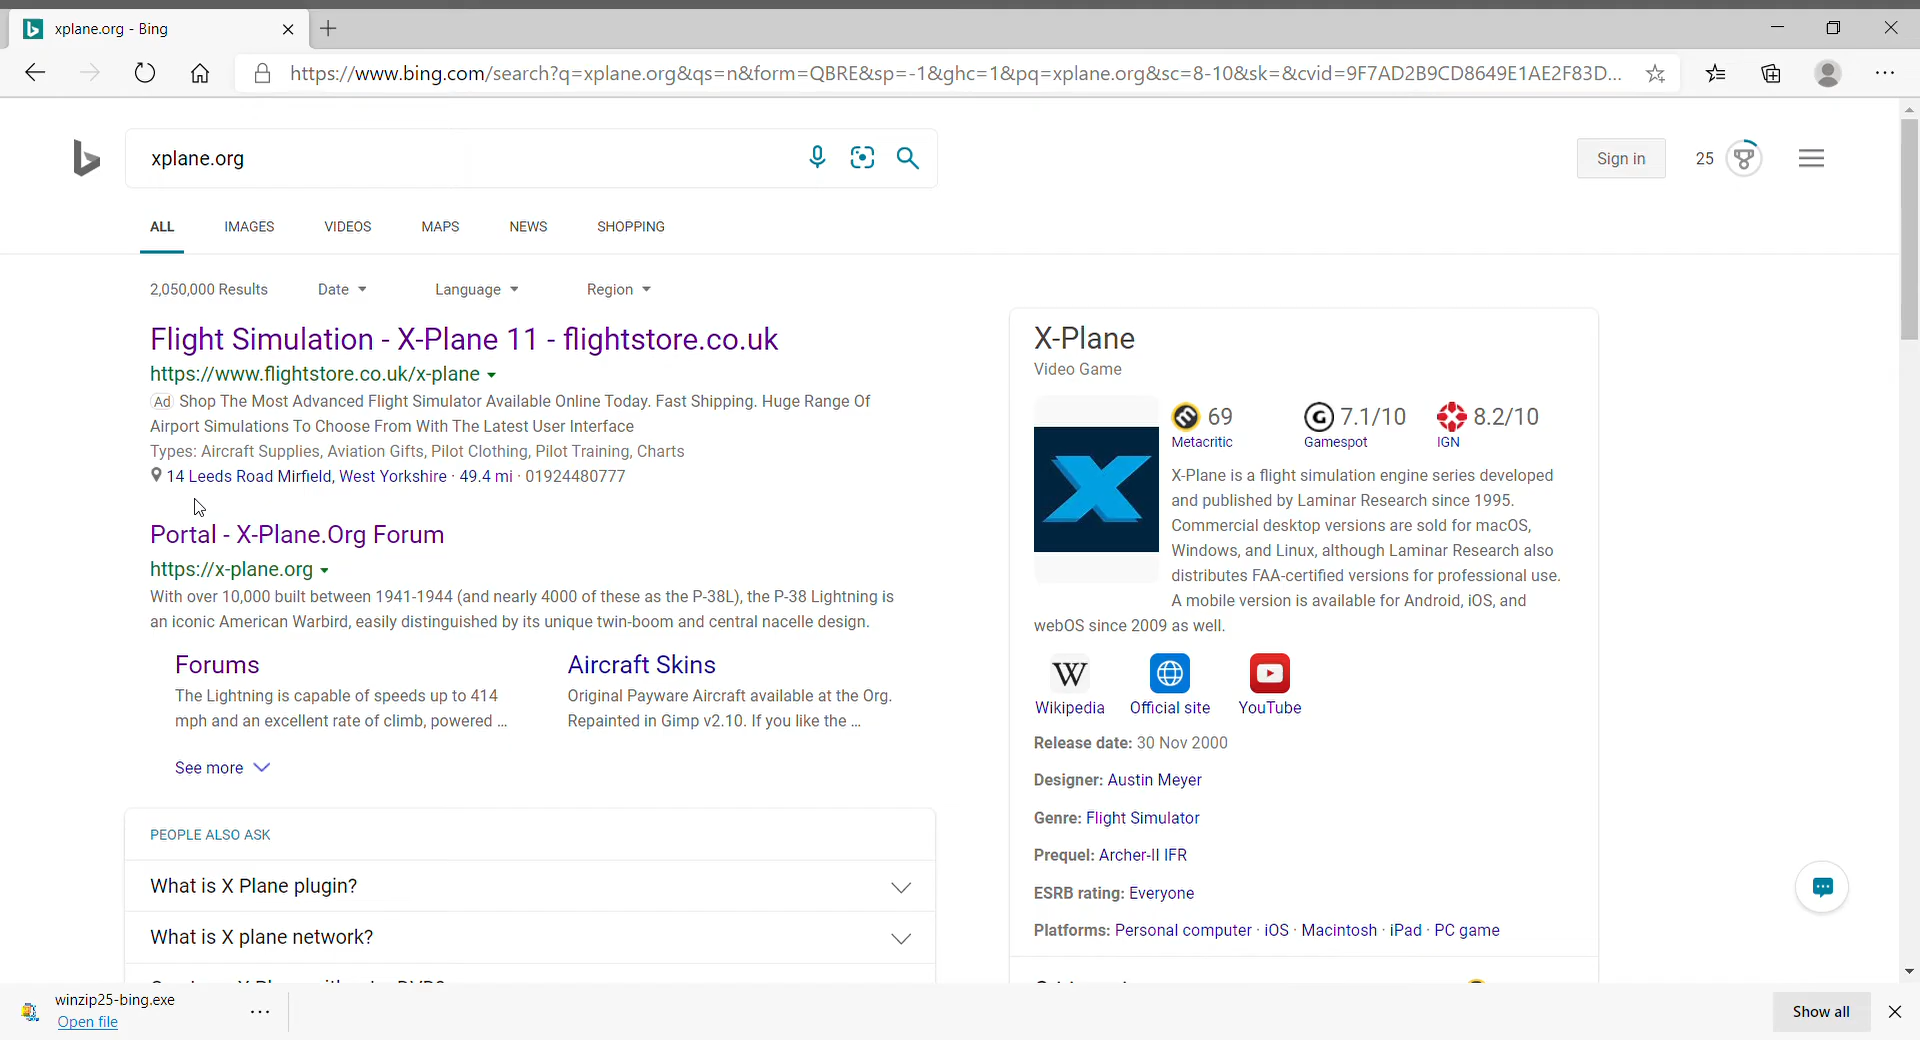 xplane.org - Bing
https://www.bing.com/search?q=xplane.org&qs=n&form=QBRE&sp=-1&ghc=1&pq=xplane.org&sc=8-10&sk=&cvid=9F7AD2B9CD8649E1AE2F83D...
xplane.org
Sign in
25
ALL IMAGES VIDEOS MAPS NEWS SHOPPING
2,050,000 Results Date Language Region
Flight Simulation - X-Plane 11 - flightstore.co.uk
https://www.flightstore.co.uk/x-plane
Ad Shop The Most Advanced Flight Simulator Available Online Today. Fast Shipping. Huge Range Of
Airport Simulations To Choose From With The Latest User Interface
Types: Aircraft Supplies, Aviation Gifts, Pilot Clothing, Pilot Training, Charts
14 Leeds Road Mirfield, West Yorkshire · 49.4 mi · 01924480777
Portal - X-Plane.Org Forum
https://x-plane.org
With over 10,000 built between 1941-1944 (and nearly 4000 of these as the P-38L), the P-38 Lightning is
an iconic American Warbird, easily distinguished by its unique twin-boom and central nacelle design.
Forums
The Lightning is capable of speeds up to 414
mph and an excellent rate of climb, powered ...
Aircraft Skins
Original Payware Aircraft available at the Org.
Repainted in Gimp v2.10. If you like the ...
See more
PEOPLE ALSO ASK
What is X Plane plugin?
What is X plane network?
X-Plane
Video Game
69
Metacritic
7.1/10
Gamespot
8.2/10
IGN
X-Plane is a flight simulation engine series developed
and published by Laminar Research since 1995.
Commercial desktop versions are sold for macOS,
Windows, and Linux, although Laminar Research also
distributes FAA-certified versions for professional use.
A mobile version is available for Android, iOS, and
webOS since 2009 as well.
W
Wikipedia Official site YouTube
Release date: 30 Nov 2000
Designer: Austin Meyer
Genre: Flight Simulator
Prequel: Archer-II IFR
ESRB rating: Everyone
Platforms: Personal computer · iOS · Macintosh · iPad · PC game
winzip25-bing.exe
Open file
Show all